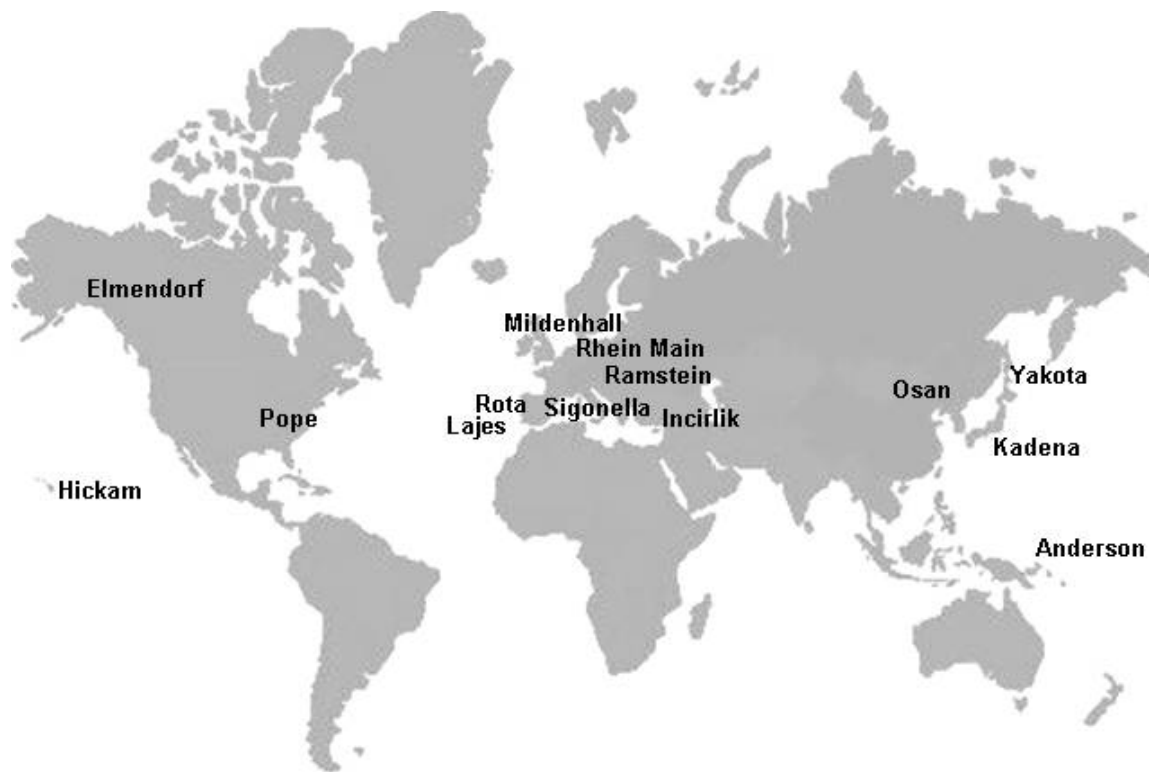 Elmendorf
Mildenhall
Rhein Main
Ramstein
Yakota
Osan
Rota
Sigonella
Pope
Incirlik
Lajes
Kadena
Hickam
Anderson